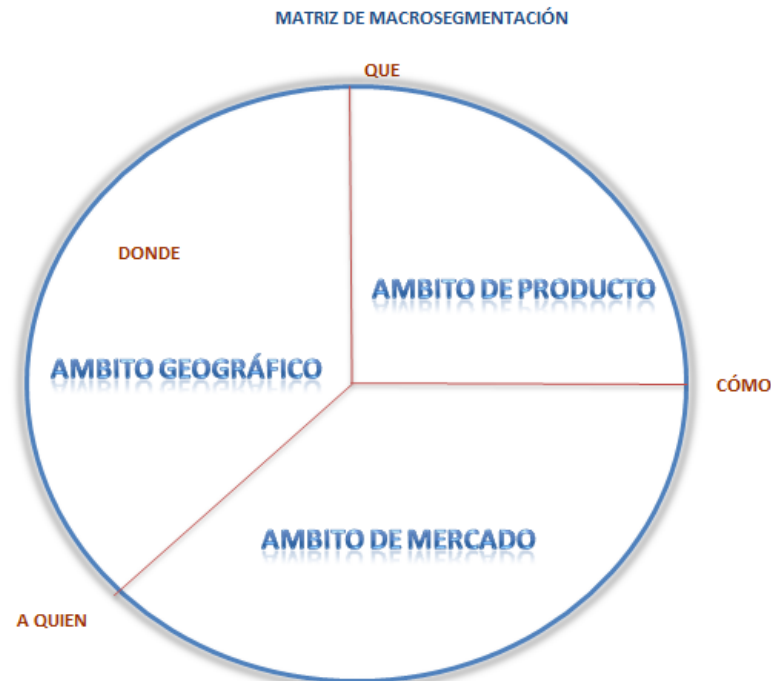 MATRIZ DE MACROSEGMENTACIÓN
QUE
DONDE
AMBITO DE PRODUCTO
AMBITO GEOGRÁFICO
CÓMO
AMBITO DE MERCADO
A QUIEN